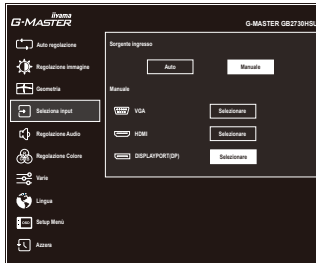 iiyama
G-MASTER
G-MASTER GB2730HSU
Auto regolazione
Regolazione immagine
Geometria
Seleziona input
Regolazione Audio
Regolazione Colore
Varie
Lingua
OSD
Setup Menù
Azzera
Sorgente ingresso
Auto
Manuale
Manuale
VGA
Selezionare
HDMI
Selezionare
DISPLAYPORT(DP)
Selezionare